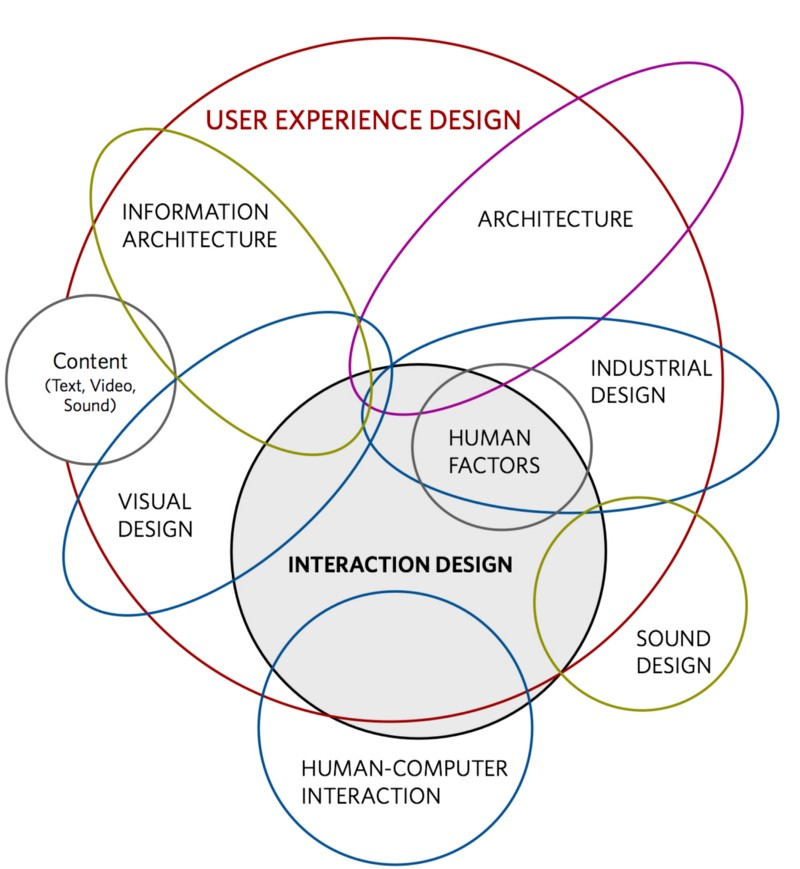 USER EXPERIENCE DESIGN
INFORMATION
ARCHITECTURE
ARCHITECTURE
Content
(Text, Video,
Sound)
INDUSTRIAL
DESIGN
HUMAN
FACTORS
VISUAL
DESIGN
INTERACTION DESIGN
SOUND
DESIGN
HUMAN-COMPUTER
INTERACTION